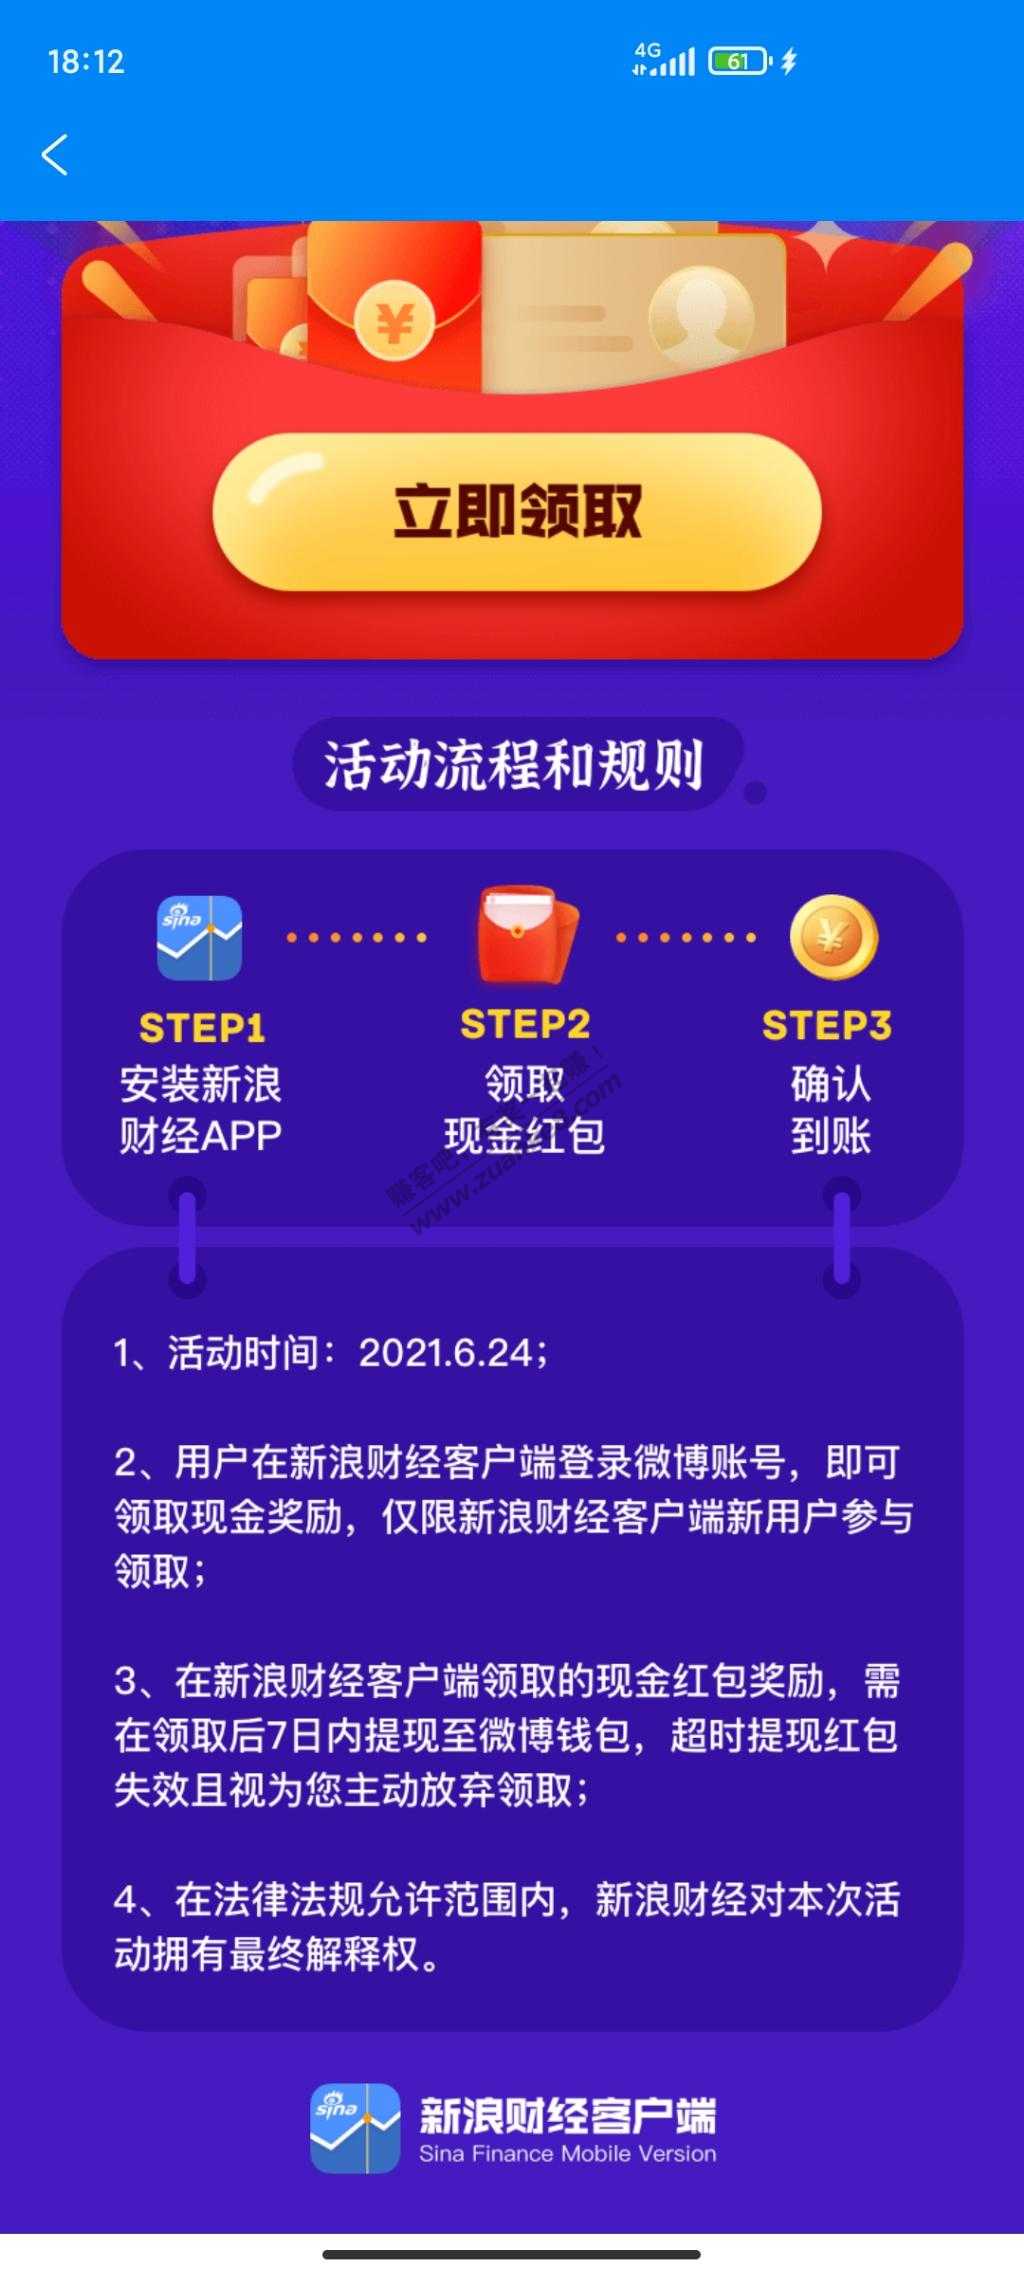 18:12
4G
61
立即领取
活动流程和规则
sina
STEP1
STEP2
STEP3
安装新浪
财经APP
领取
现金红包
确认
到账
1、活动时间：2021.6.24；
2、用户在新浪财经客户端登录微博账号，即可
领取现金奖励，仅限新浪财经客户端新用户参与
领取；
3、在新浪财经客户端领取的现金红包奖励，需
在领取后7日内提现至微博钱包，超时提现红包
失效且视为您主动放弃领取；
4、在法律法规允许范围内，新浪财经对本次活
动拥有最终解释权。
sina
新浪财经客户端
Sina Finance Mobile Version